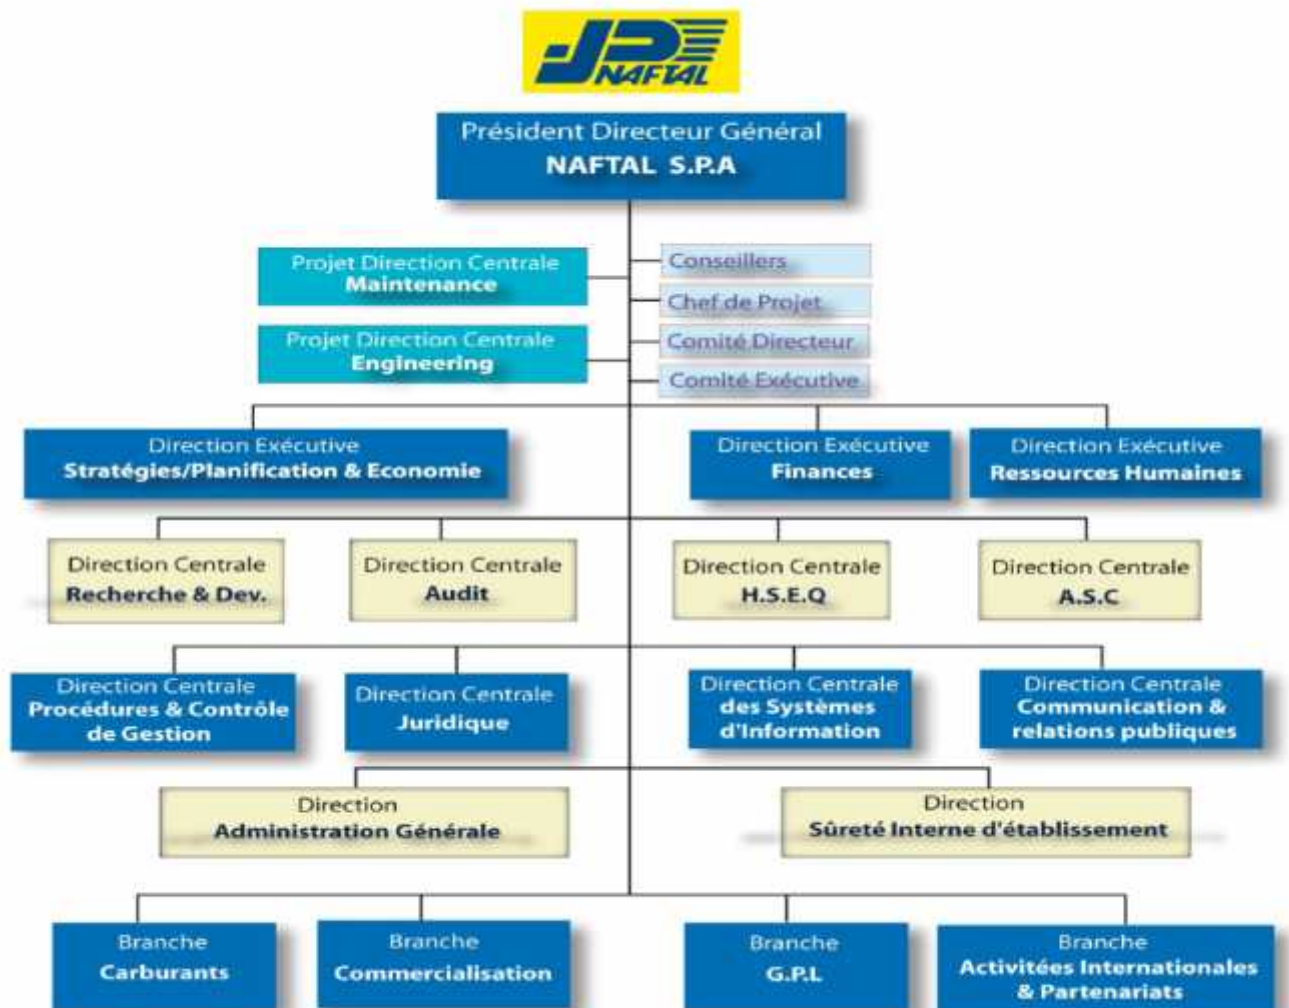 NAFTAL
Président Directeur Général
NAFTAL S.P.A
Projet Direction Centrale
Maintenance
Projet Direction Centrale
Engineering
Conseillers
Chef de Projet
Comité Directeur
Comité Exécutive
Direction Exécutive
Stratégies/Planification & Economie
Direction Exécutive
Finances
Direction Exécutive
Ressources Humaines
Direction Centrale
Recherche & Dev.
Direction Centrale
Audit
Direction Centrale
H.S.E.Q
Direction Centrale
A.S.C
Direction Centrale
Procédures & Contrôle
de Gestion
Direction Centrale
Juridique
Direction Centrale
des Systèmes
d'Information
Direction Centrale
Communication &
relations publiques
Direction
Administration Générale
Direction
Sûreté Interne d'établissement
Branche
Carburants
Branche
Commercialisation
Branche
G.P.L
Branche
Activitées Internationales
& Partenariats